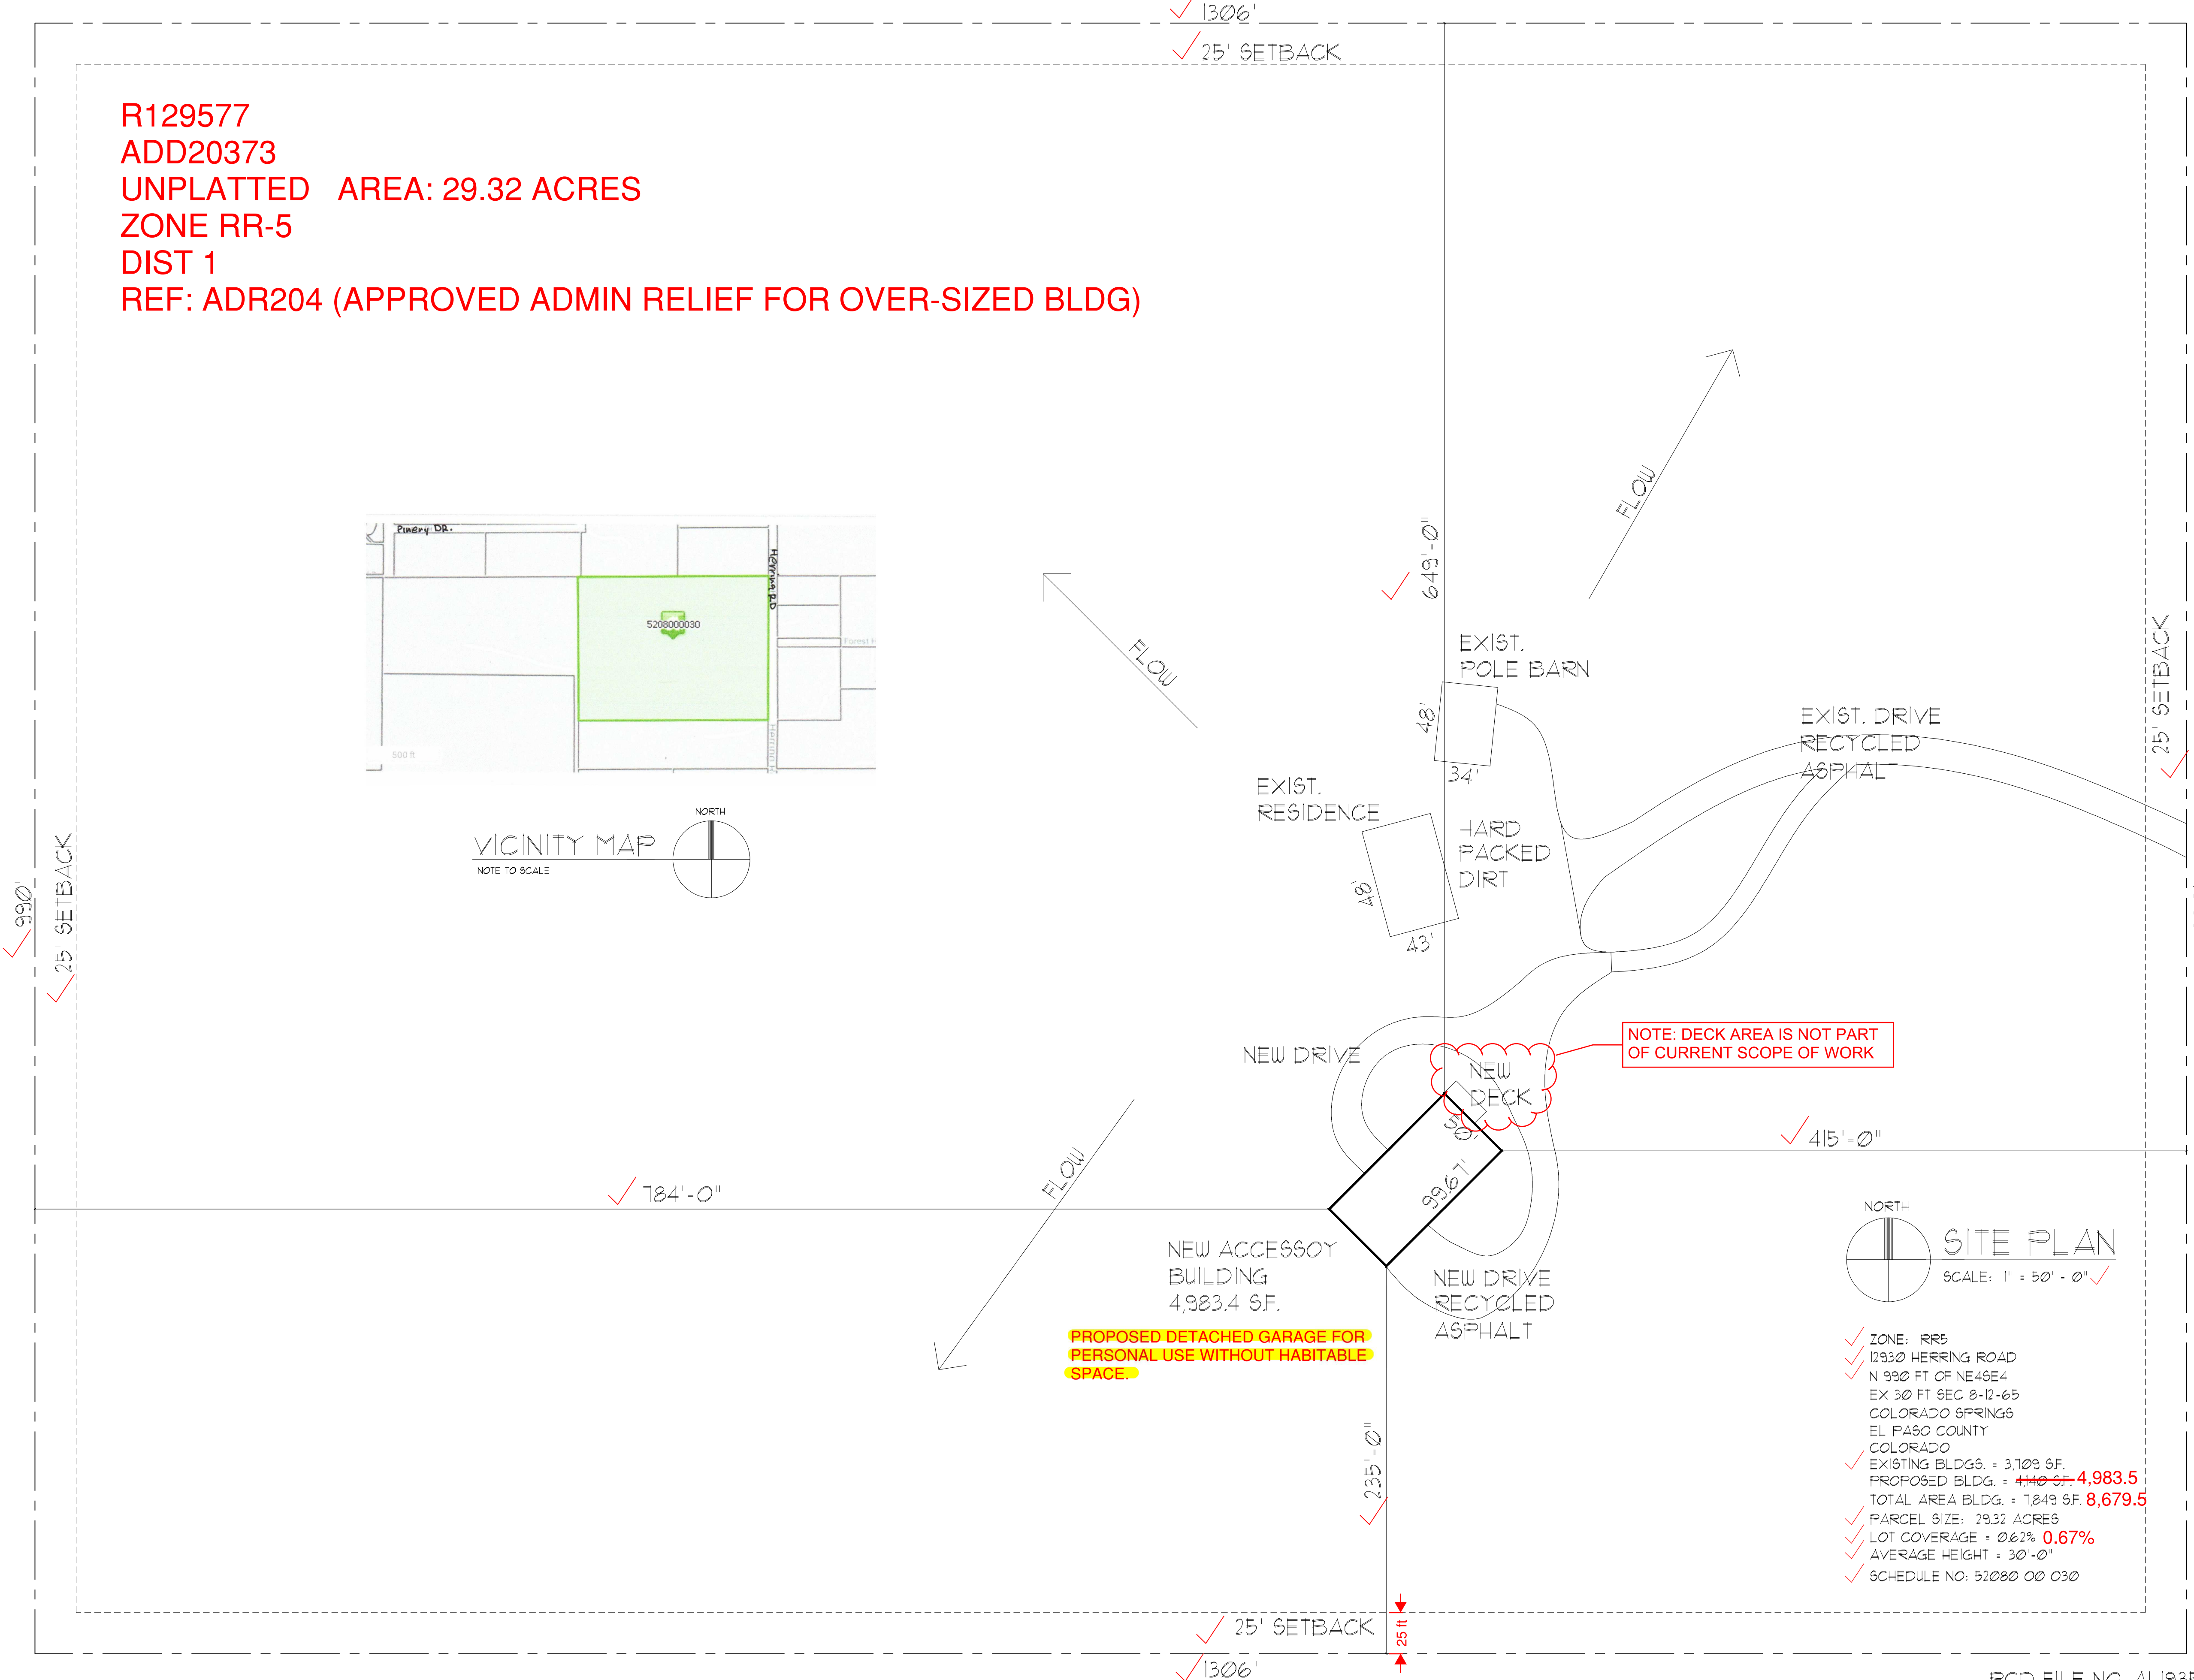 1306'
25' SETBACK
R129577
ADD20373
UNPLATTED   AREA: 29.32 ACRES
ZONE RR-5
DIST 1
REF: ADR204 (APPROVED ADMIN RELIEF FOR OVER-SIZED BLDG)
Pinery DR.
Herring RD
5208000030
Forest H
500 ft
NORTH
VICINITY MAP
NOTE TO SCALE
FLOW
FLOW
649'-0"
EXIST.
POLE BARN
48'
34'
EXIST.
RESIDENCE
48'
43'
HARD
PACKED
DIRT
EXIST. DRIVE
RECYCLED
ASPHALT
25' SETBACK
990'
25' SETBACK
NEW DRIVE
NEW
DECK
NOTE: DECK AREA IS NOT PART
OF CURRENT SCOPE OF WORK
50'
99.67'
415'-0"
784'-0"
FLOW
NEW ACCESSOY
BUILDING
4,983.4 S.F.
PROPOSED DETACHED GARAGE FOR
PERSONAL USE WITHOUT HABITABLE
SPACE.
NEW DRIVE
RECYCLED
ASPHALT
235'-0"
NORTH
SITE PLAN
SCALE: 1" = 50' - 0"
ZONE: RR5
12930 HERRING ROAD
N 990 FT OF NE4SE4
EX 30 FT SEC 8-12-65
COLORADO SPRINGS
EL PASO COUNTY
COLORADO
EXISTING BLDGS. = 3,709 S.F.
PROPOSED BLDG. = 4,140 S.F. 4,983.5
TOTAL AREA BLDG. = 7,849 S.F. 8,679.5
PARCEL SIZE: 29.32 ACRES
LOT COVERAGE = 0.62% 0.67%
AVERAGE HEIGHT = 30'-0"
SCHEDULE NO: 52080 00 030
25' SETBACK
25 ft
1306'